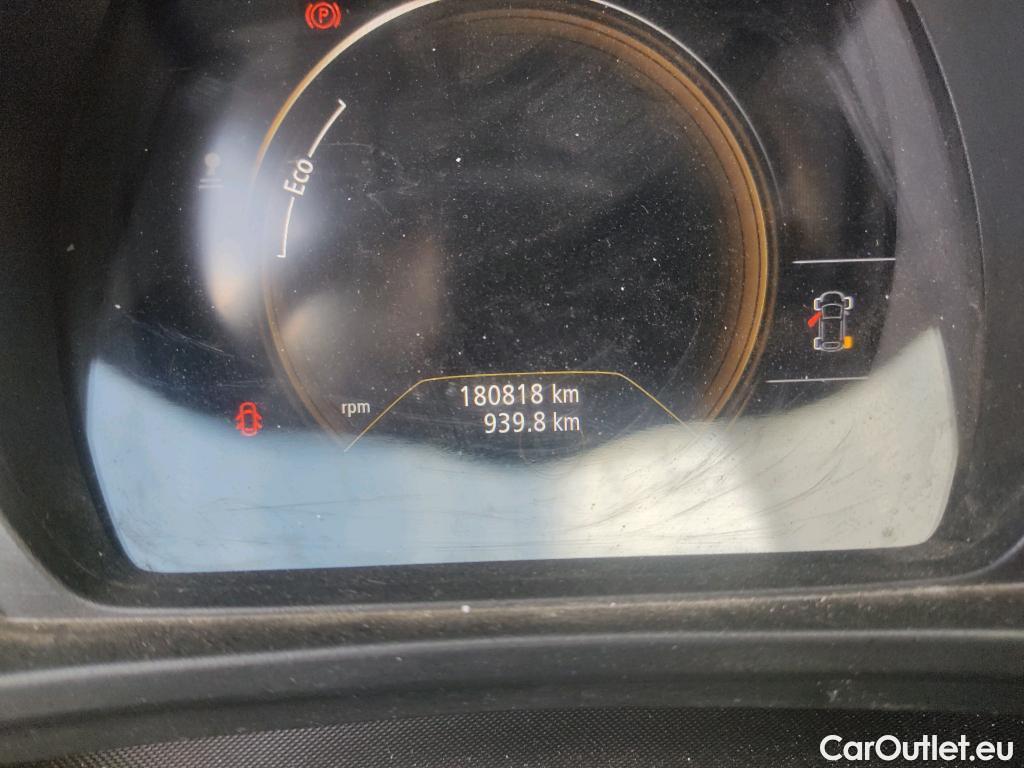 P
Eco
180818 km
rpm
939.8 km
CarOutlet.eu